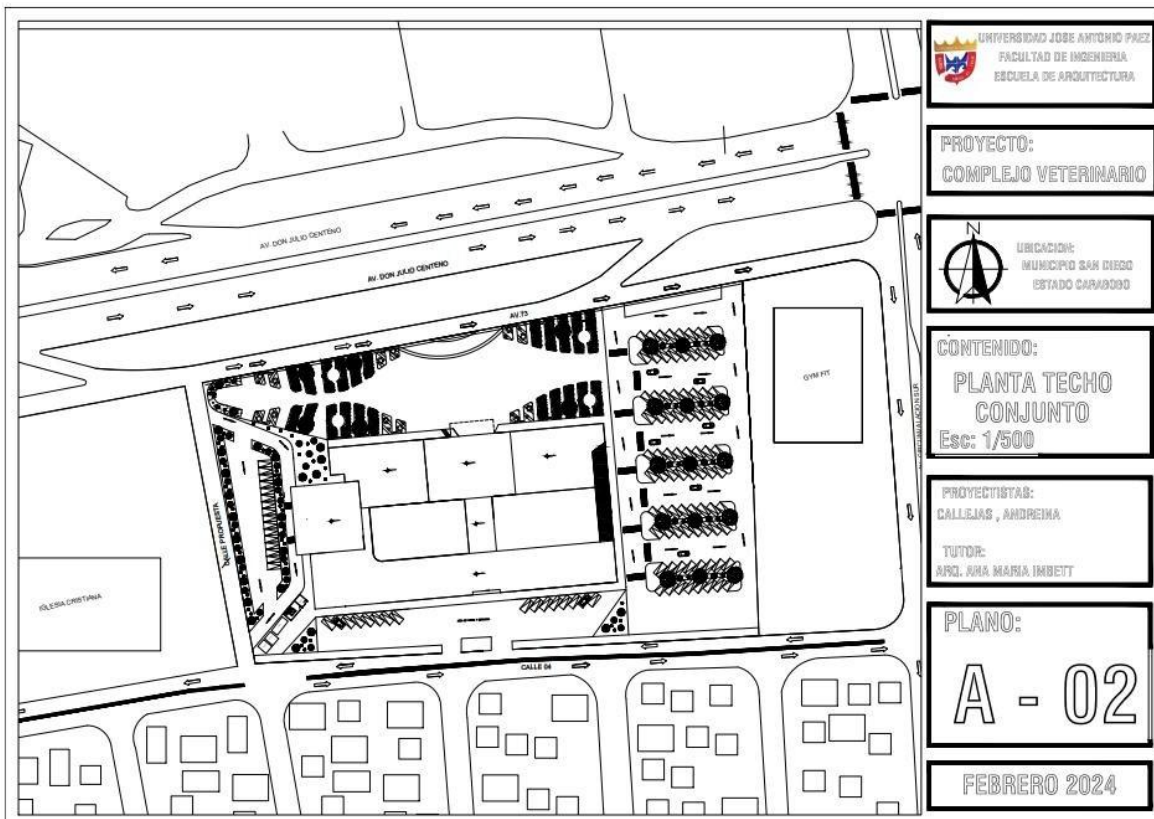 UNIVERSIDAD JOSE ANTONIO PAEZ
FACULTAD DE INGENIERIA
ESCUELA DE ARQUITECTURA
PROYECTO:
COMPLEJO VETERINARIO
N
UBICACION:
MUNICIPIO SAN DIEGO
ESTADO CARABOBO
CONTENIDO:
PLANTA TECHO
CONJUNTO
Esc: 1/500
PROYECTISTAS:
CALLEJAS , ANDREINA
TUTOR:
ARQ. ANA MARIA IMBETT
PLANO:
A - 02
FEBRERO 2024
AV. DON JULIO CENTENO
AV. DON JULIO CENTENO
AV.73
GYM FIT
CALLE PROPUESTA
IGLESIA CRISTIANA
CALLE 04